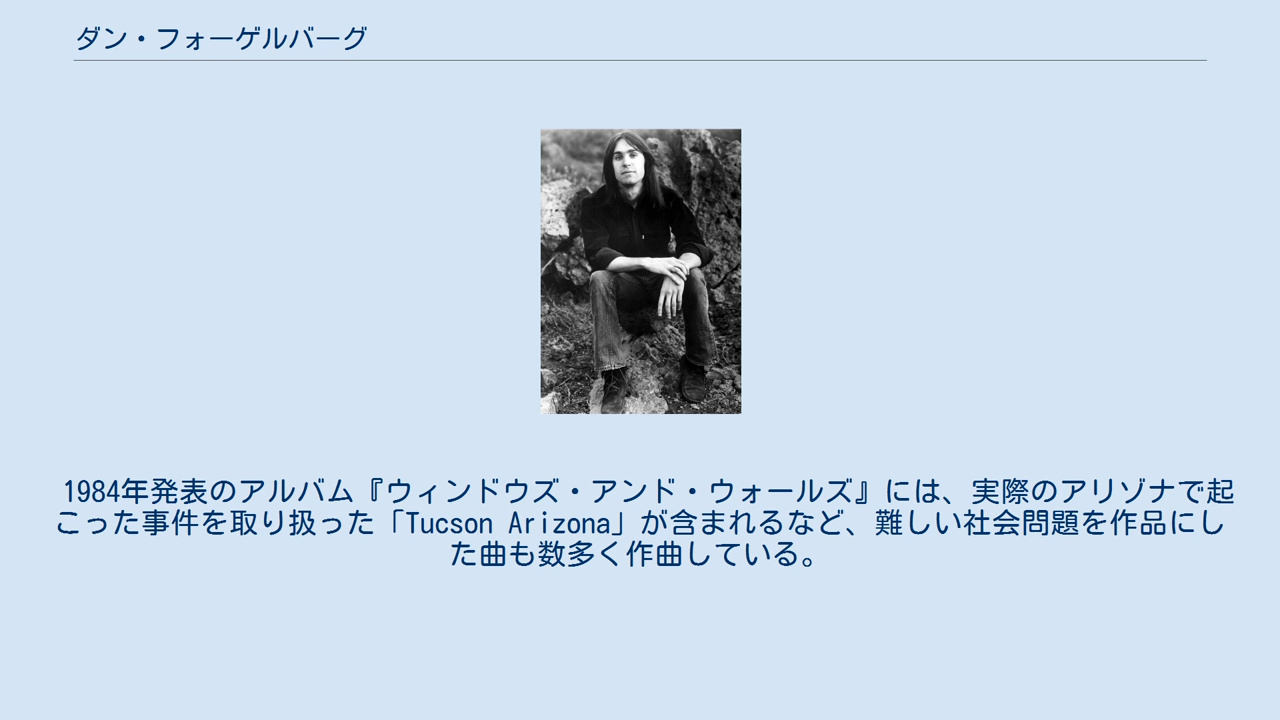 ダン・フォーゲルバーグ
1984年発表のアルバム『ウィンドウズ・アンド・ウォールズ』には、実際のアリゾナで起
こった事件を取り扱った「Tucson Arizona」が含まれるなど、難しい社会問題を作品にし
た曲も数多く作曲している。